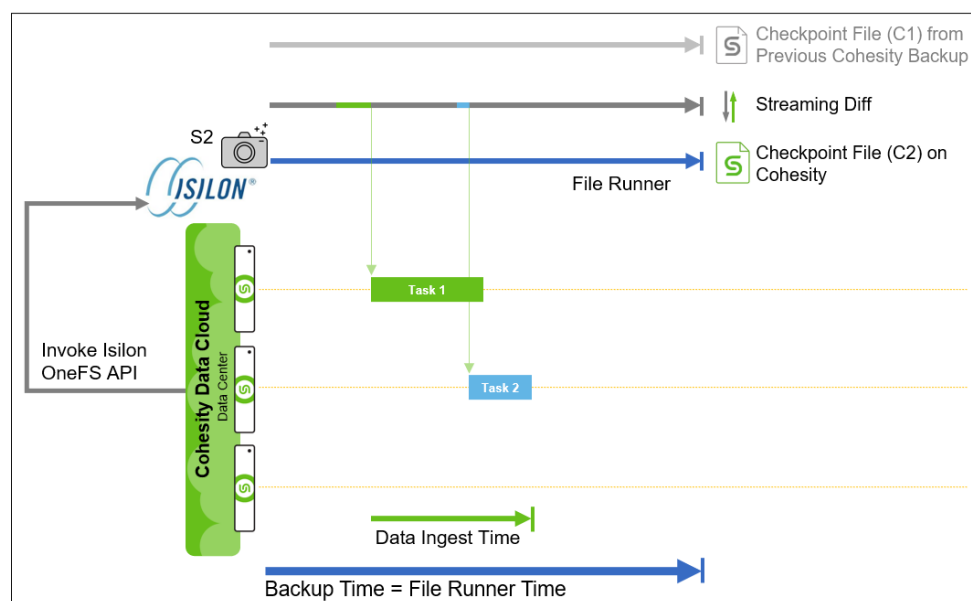 Checkpoint File (C1) from
Previous Cohesity Backup
Streaming Diff
S2
Checkpoint File (C2) on
Cohesity
File Runner
ISILON®
Task 1
Invoke Isilon
OneFS API
Cohesity Data Cloud
Data Center
Task 2
Data Ingest Time
Backup Time = File Runner Time